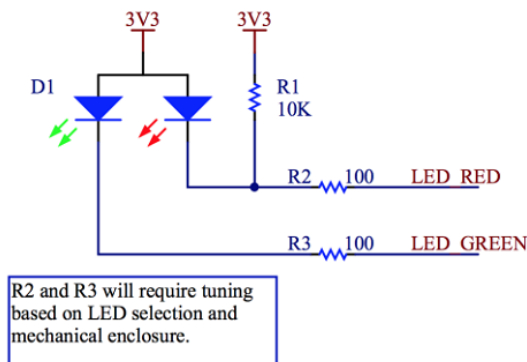 3V3
3V3
D1
R1
10K
R2
100
LED_RED
R3
100
LED_GREEN
R2 and R3 will require tuning
based on LED selection and
mechanical enclosure.